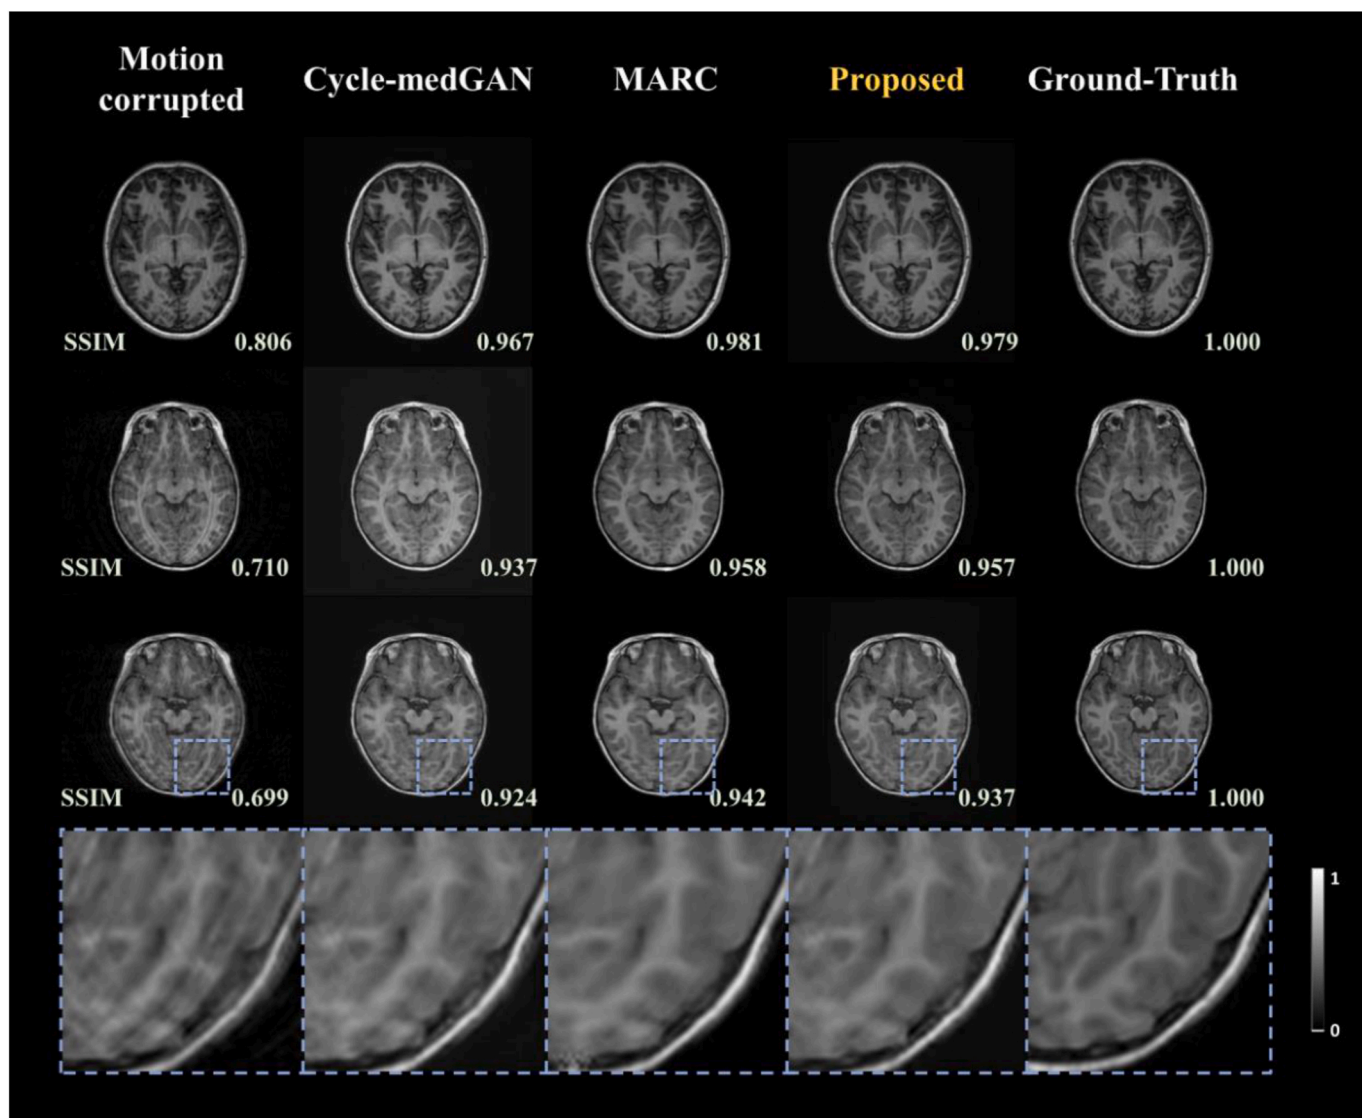 Motion
corrupted
Cycle-medGAN
MARC
Proposed
Ground-Truth
SSIM 0.806 0.967 0.981 0.979 1.000
SSIM 0.710 0.937 0.958 0.957 1.000
SSIM 0.699 0.924 0.942 0.937 1.000
1
0